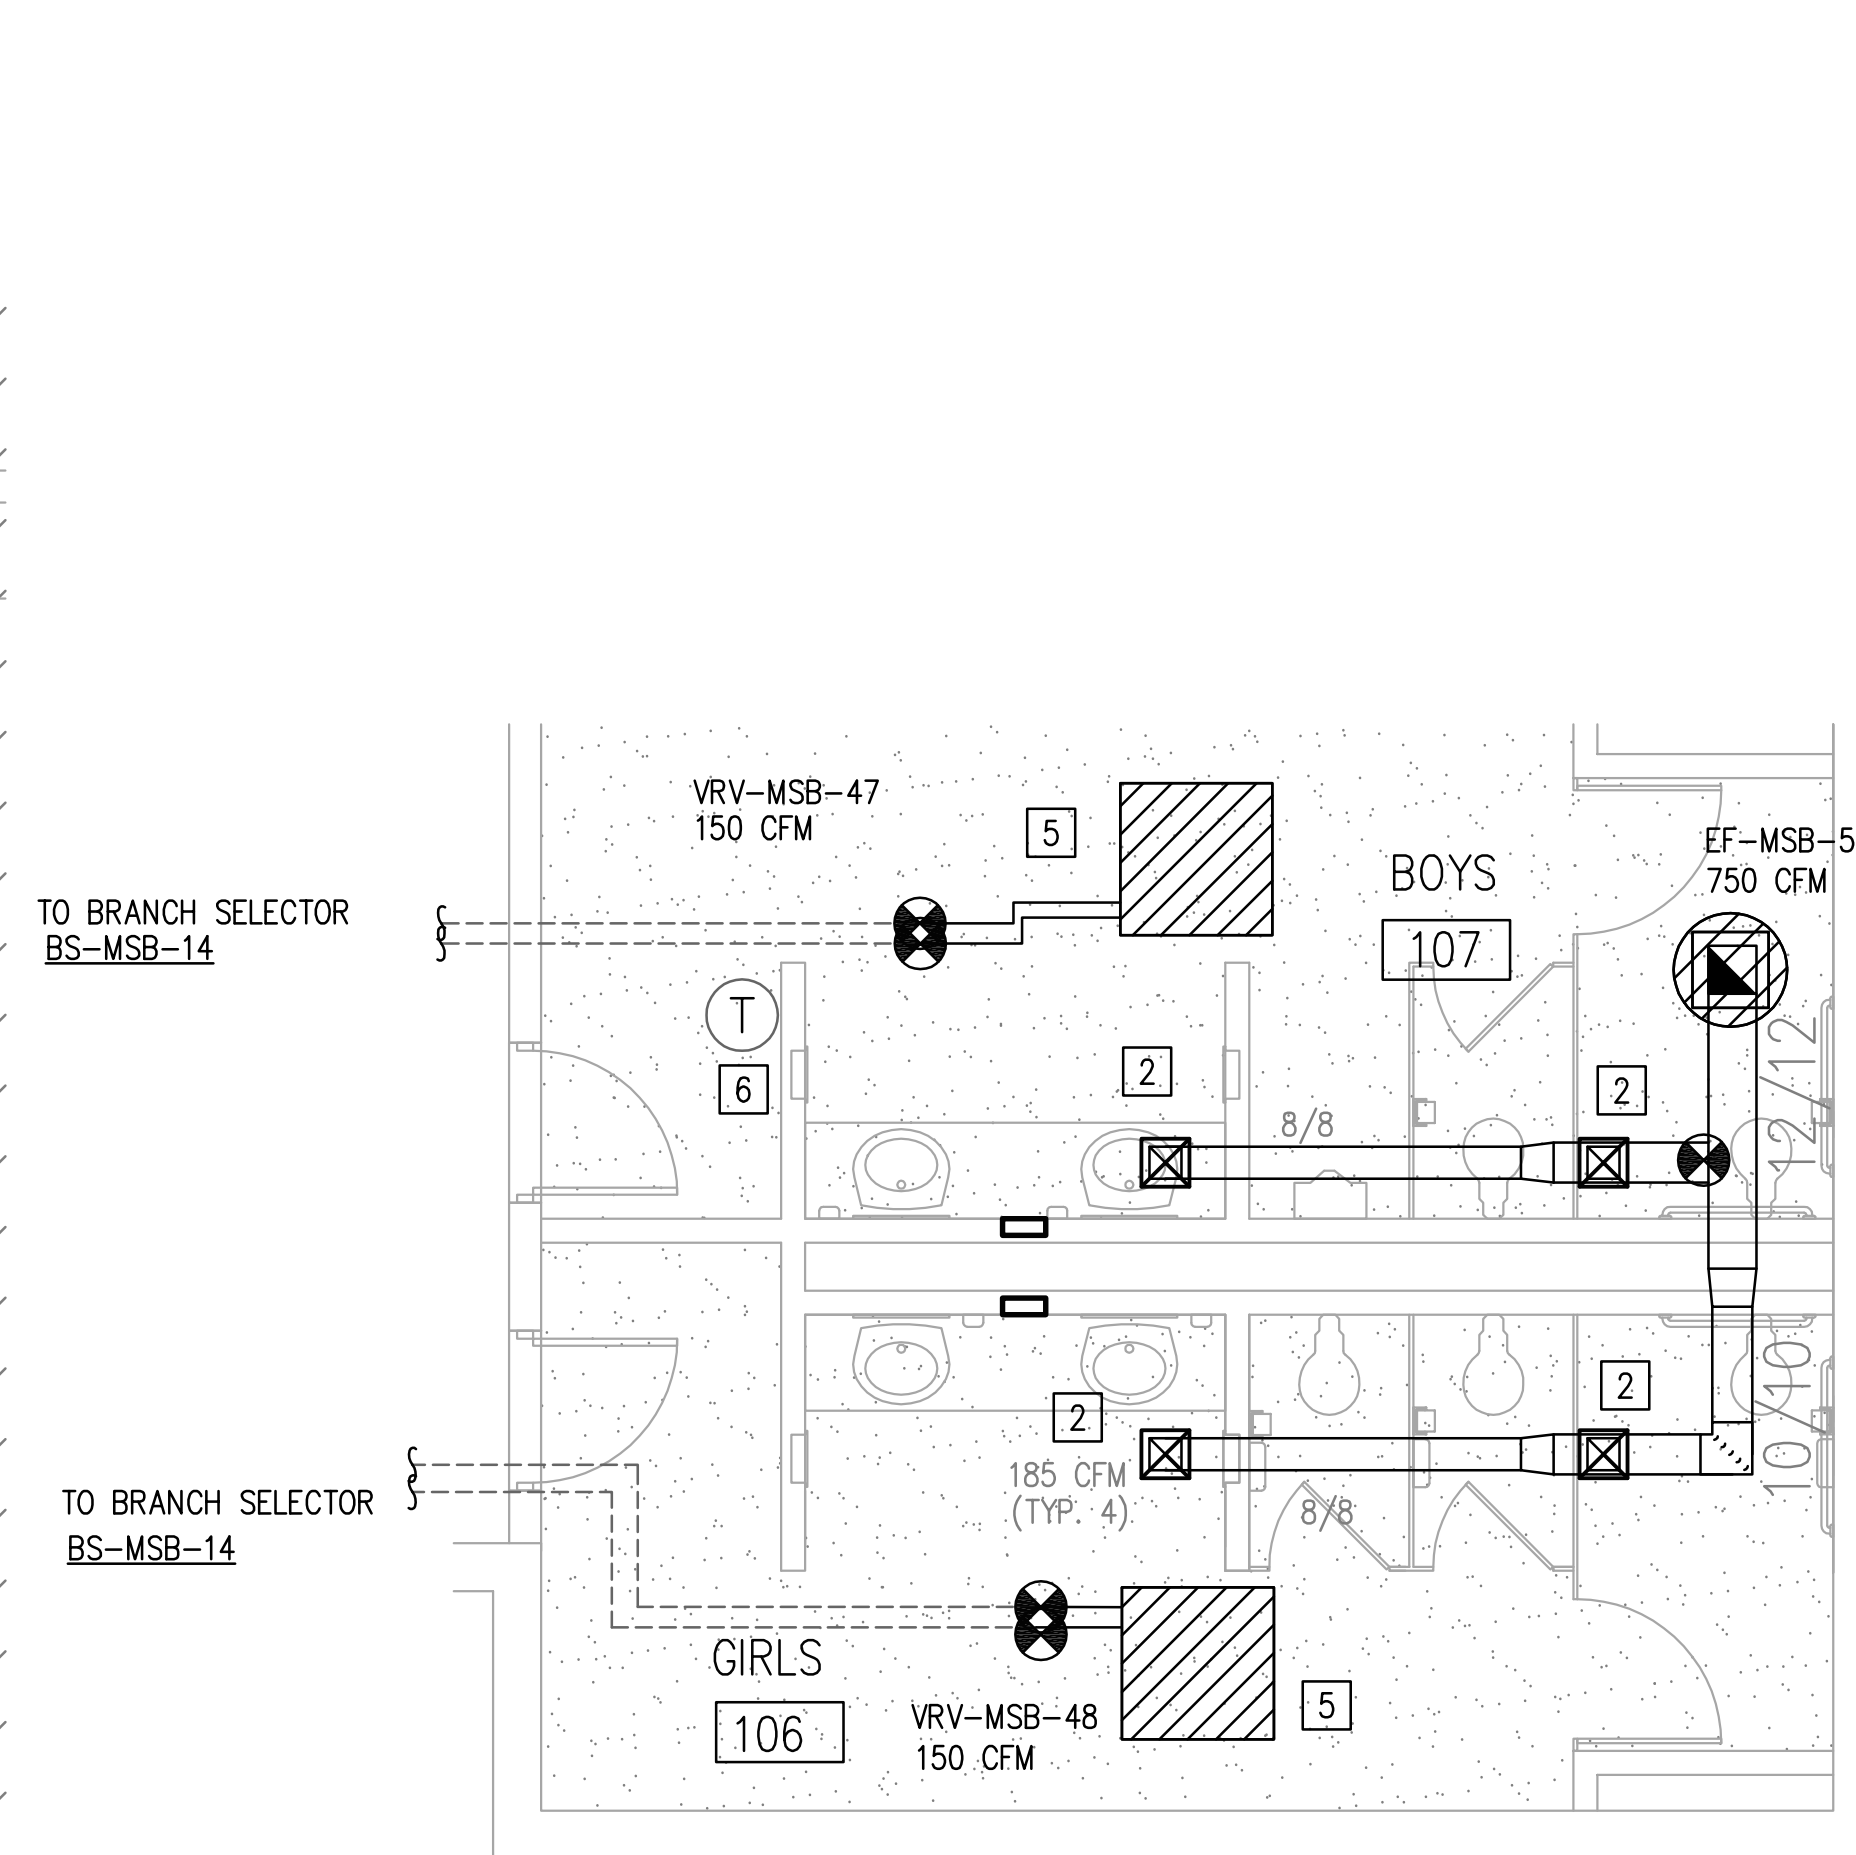 VRV-MSB-47
150 CFM
5
EF-MSB-5
750 CFM
BOYS
107
TO BRANCH SELECTOR
BS-MSB-14
T
6
2
2
8/8
12/12
2
10/10
2
185 CFM
(TYP. 4)
8/8
TO BRANCH SELECTOR
BS-MSB-14
GIRLS
106
VRV-MSB-48
150 CFM
5